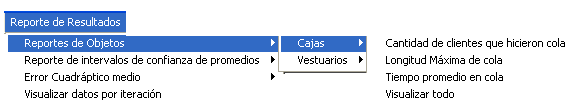 Reporte de Resultados
Reportes de Objetos
Cajas
Cantidad de clientes que hicieron cola
Reporte de intervalos de confianza de promedios
Vestuarios
Longitud Máxima de cola
Error Cuadráptico medio
Tiempo promedio en cola
Visualizar datos por iteración
Visualizar todo